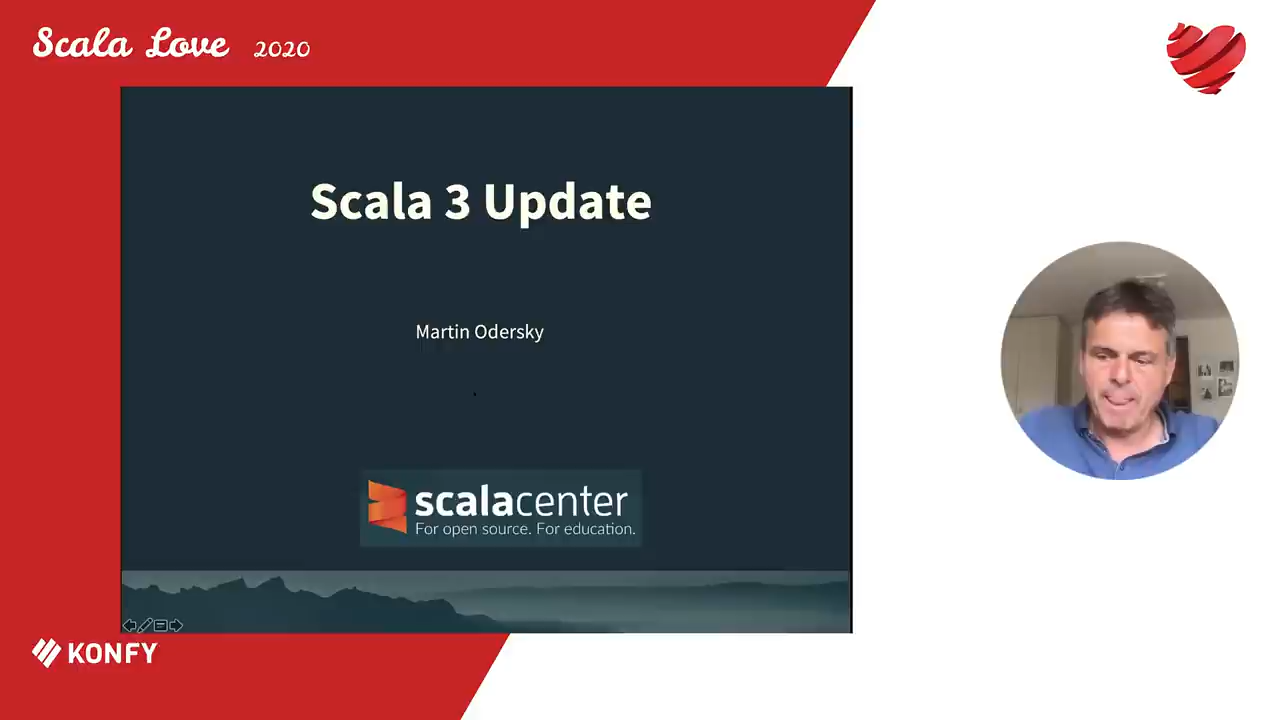 Scala Love 2020
Scala 3 Update
Martin Odersky
scalacenter
For open source. For education.
KONFY